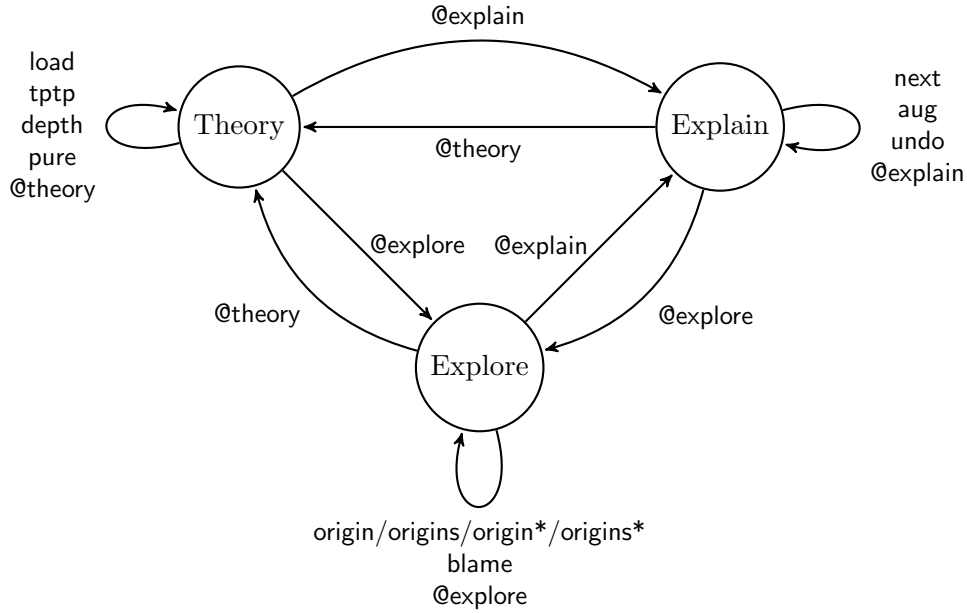 @explain
load
tptp
depth
pure
@theory
Theory
Explain
next
aug
undo
@explain
@theory
@explore
@explain
@theory
@explore
Explore
origin/origins/origin*/origins*
blame
@explore